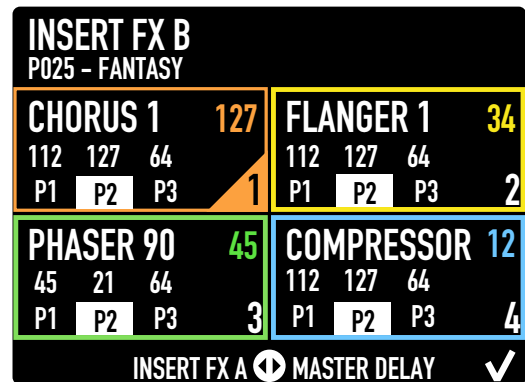 INSERT FX B
P025 – FANTASY
CHORUS 1 127
112 127 64
P1 P2 P3 1
FLANGER 1 34
112 127 64
P1 P2 P3 2
PHASER 90 45
45 21 64
P1 P2 P3 3
COMPRESSOR 12
112 127 64
P1 P2 P3 4
INSERT FX A MASTER DELAY